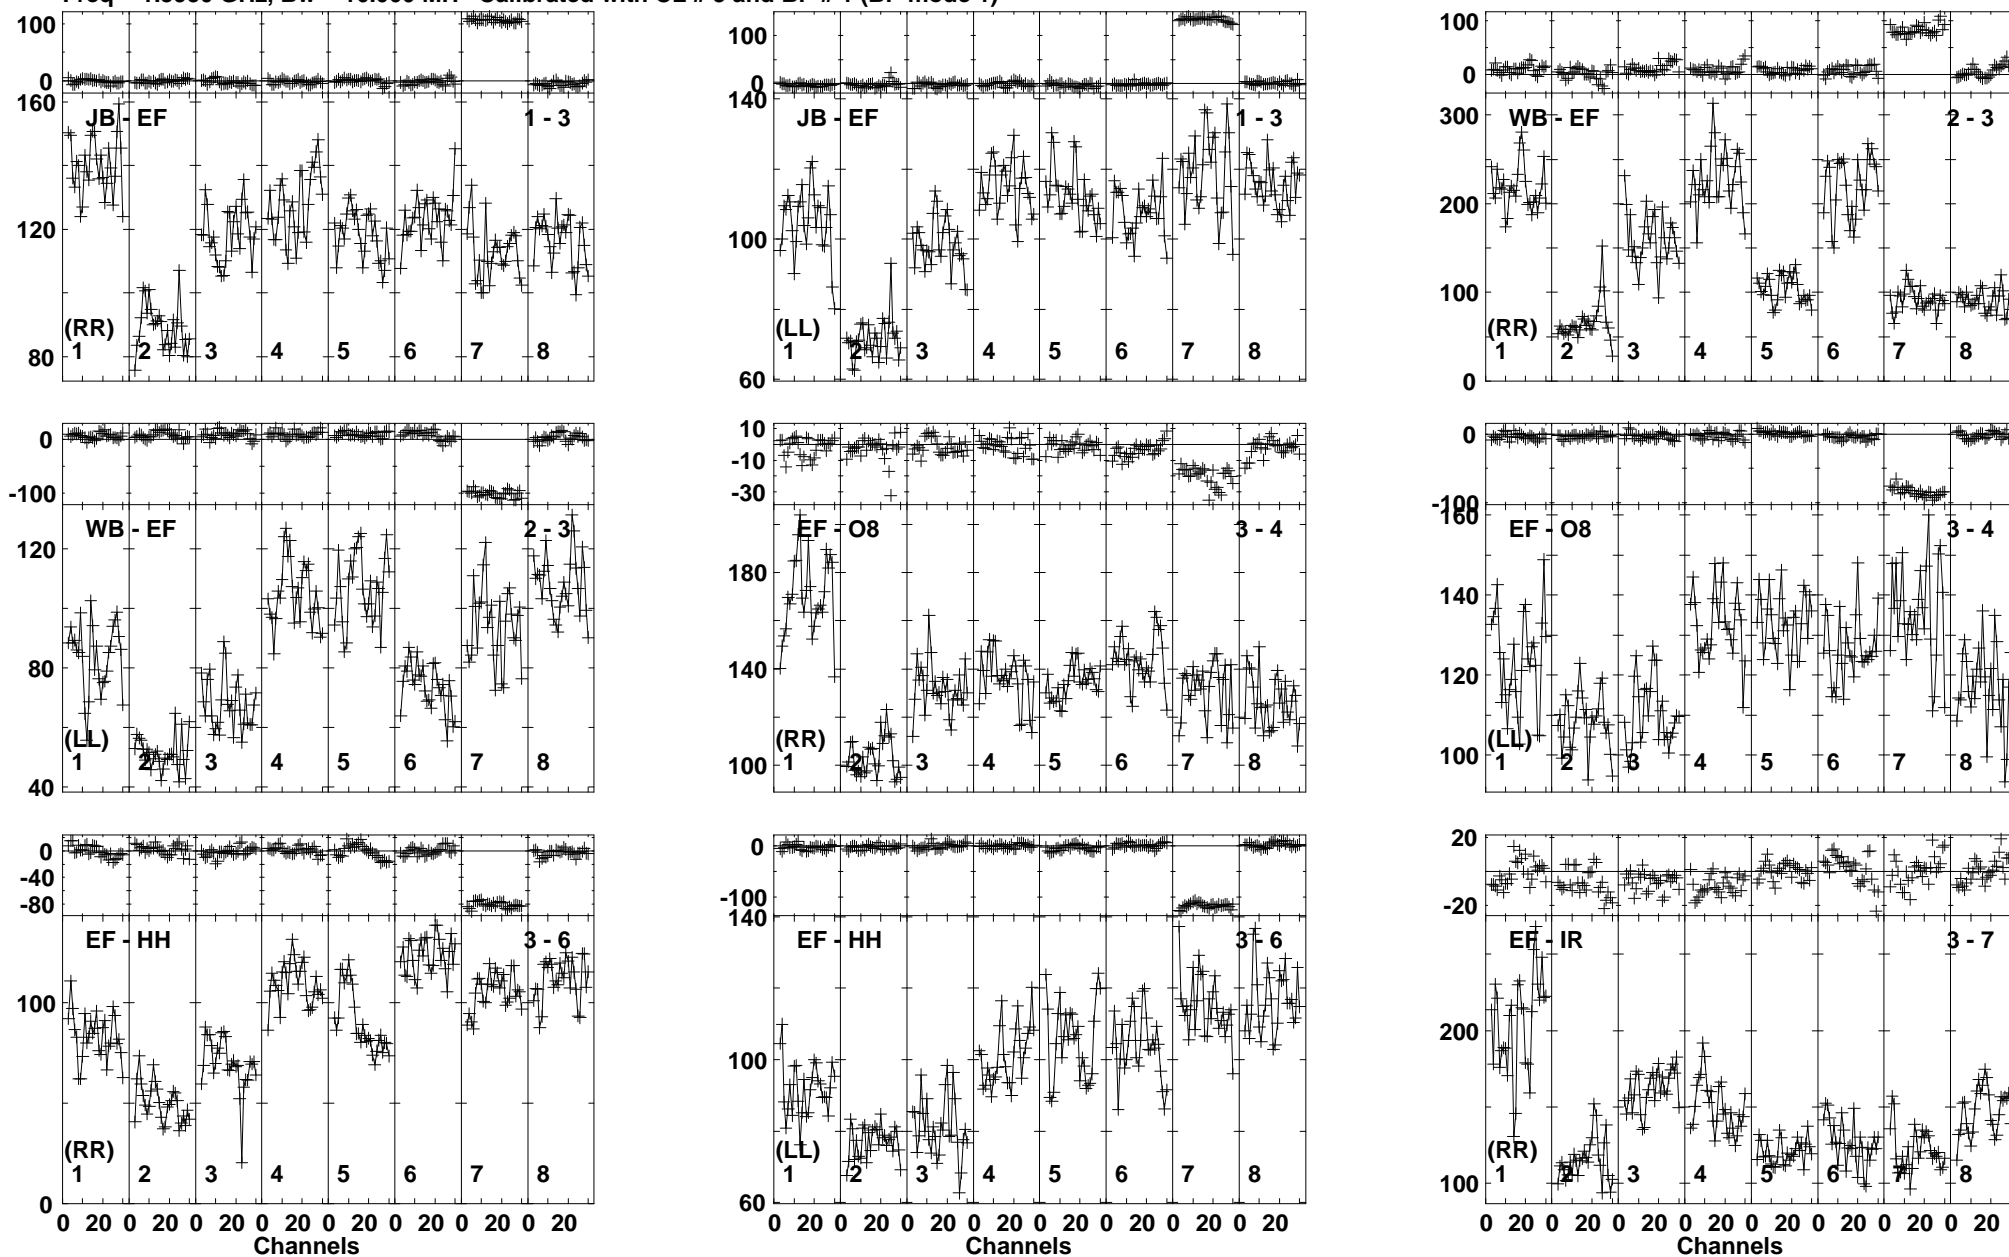 100 0 160 120 80 JB - EF 1 - 3 (RR) 1 2 3 4 5 6 7 8
100 0 140 100 60 JB - EF 1 - 3 (LL) 1 2 3 4 5 6 7 8
100 0 300 200 100 0 WB - EF 2 - 3 (RR) 1 2 3 4 5 6 7 8
0 -100 120 80 40 WB - EF 2 - 3 (LL) 1 2 3 4 5 6 7 8
10 -10 -30 180 140 100 EF - O8 3 - 4 (RR) 1 2 3 4 5 6 7 8
0 -100 160 140 120 100 EF - O8 3 - 4 (LL) 1 2 3 4 5 6 7 8
0 -40 -80 100 0 EF - HH 3 - 6 (RR) 1 2 3 4 5 6 7 8
0 -100 140 100 60 EF - HH 3 - 6 (LL) 1 2 3 4 5 6 7 8
20 -20 200 100 EF - IR 3 - 7 (RR) 1 2 3 4 5 6 7 8
0 20 0 20 0 20 0 20 0 20 0 20 0 20 0 20
Channels
0 20 0 20 0 20 0 20 0 20 0 20 0 20 0 20
Channels
0 20 0 20 0 20 0 20 0 20 0 20 0 20 0 20
Channels